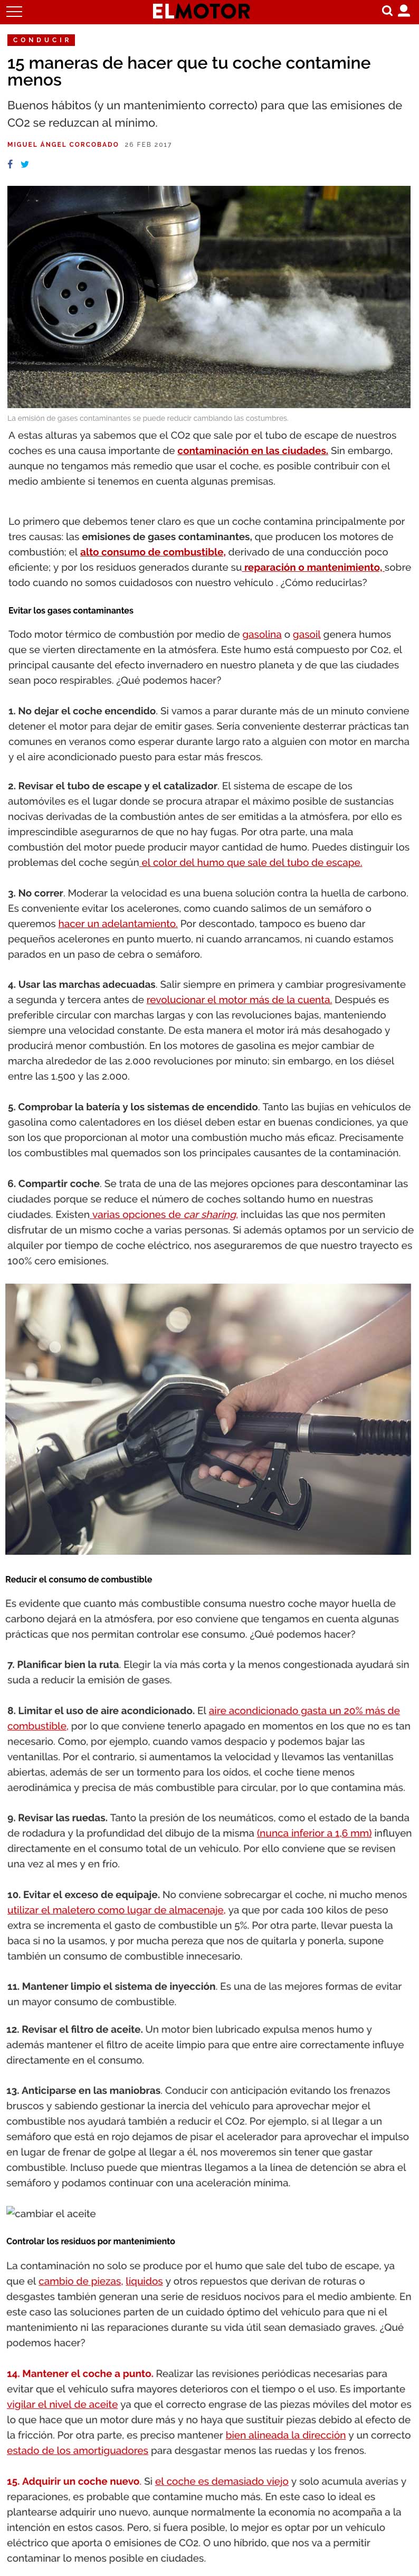 ELMOTOR
CONDUCIR
15 maneras de hacer que tu coche contamine
menos
Buenos hábitos (y un mantenimiento correcto) para que las emisiones de
CO2 se reduzcan al mínimo.
MIGUEL ÁNGEL CORCOBADO 26 FEB 2017
La emisión de gases contaminantes se puede reducir cambiando las costumbres.
A estas alturas ya sabemos que el CO2 que sale por el tubo de escape de nuestros
coches es una causa importante de contaminación en las ciudades. Sin embargo,
aunque no tengamos más remedio que usar el coche, es posible contribuir con el
medio ambiente si tenemos en cuenta algunas premisas.
Lo primero que debemos tener claro es que un coche contamina principalmente por
tres causas: las emisiones de gases contaminantes, que producen los motores de
combustión; el alto consumo de combustible, derivado de una conducción poco
eficiente; y por los residuos generados durante su reparación o mantenimiento, sobre
todo cuando no somos cuidadosos con nuestro vehículo . ¿Cómo reducirlas?
Evitar los gases contaminantes
Todo motor térmico de combustión por medio de gasolina o gasoil genera humos
que se vierten directamente en la atmósfera. Este humo está compuesto por C02, el
principal causante del efecto invernadero en nuestro planeta y de que las ciudades
sean poco respirables. ¿Qué podemos hacer?
1. No dejar el coche encendido. Si vamos a parar durante más de un minuto conviene
detener el motor para dejar de emitir gases. Sería conveniente desterrar prácticas tan
comunes en veranos como esperar durante largo rato a alguien con motor en marcha
y el aire acondicionado puesto para estar más frescos.
2. Revisar el tubo de escape y el catalizador. El sistema de escape de los
automóviles es el lugar donde se procura atrapar el máximo posible de sustancias
nocivas derivadas de la combustión antes de ser emitidas a la atmósfera, por ello es
imprescindible asegurarnos de que no hay fugas. Por otra parte, una mala
combustión del motor puede producir mayor cantidad de humo. Puedes distinguir los
problemas del coche según el color del humo que sale del tubo de escape.
3. No correr. Moderar la velocidad es una buena solución contra la huella de carbono.
Es conveniente evitar los acelerones, como cuando salimos de un semáforo o
queremos hacer un adelantamiento. Por descontado, tampoco es bueno dar
pequeños acelerones en punto muerto, ni cuando arrancamos, ni cuando estamos
parados en un paso de cebra o semáforo.
4. Usar las marchas adecuadas. Salir siempre en primera y cambiar progresivamente
a segunda y tercera antes de revolucionar el motor más de la cuenta. Después es
preferible circular con marchas largas y con las revoluciones bajas, manteniendo
siempre una velocidad constante. De esta manera el motor irá más desahogado y
producirá menor combustión. En los motores de gasolina es mejor cambiar de
marcha alrededor de las 2.000 revoluciones por minuto; sin embargo, en los diésel
entre las 1.500 y las 2.000.
5. Comprobar la batería y los sistemas de encendido. Tanto las bujías en vehículos de
gasolina como calentadores en los diésel deben estar en buenas condiciones, ya que
son los que proporcionan al motor una combustión mucho más eficaz. Precisamente
los combustibles mal quemados son los principales causantes de la contaminación.
6. Compartir coche. Se trata de una de las mejores opciones para descontaminar las
ciudades porque se reduce el número de coches soltando humo en nuestras
ciudades. Existen varias opciones de car sharing, incluidas las que nos permiten
disfrutar de un mismo coche a varias personas. Si además optamos por un servicio de
alquiler por tiempo de coche eléctrico, nos aseguraremos de que nuestro trayecto es
100% cero emisiones.
Reducir el consumo de combustible
Es evidente que cuanto más combustible consuma nuestro coche mayor huella de
carbono dejará en la atmósfera, por eso conviene que tengamos en cuenta algunas
prácticas que nos permitan controlar ese consumo. ¿Qué podemos hacer?
7. Planificar bien la ruta. Elegir la vía más corta y la menos congestionada ayudará sin
suda a reducir la emisión de gases.
8. Limitar el uso de aire acondicionado. El aire acondicionado gasta un 20% más de
combustible, por lo que conviene tenerlo apagado en momentos en los que no es tan
necesario. Como, por ejemplo, cuando vamos despacio y podemos bajar las
ventanillas. Por el contrario, si aumentamos la velocidad y llevamos las ventanillas
abiertas, además de ser un tormento para los oídos, el coche tiene menos
aerodinámica y precisa de más combustible para circular, por lo que contamina más.
9. Revisar las ruedas. Tanto la presión de los neumáticos, como el estado de la banda
de rodadura y la profundidad del dibujo de la misma (nunca inferior a 1,6 mm) influyen
directamente en el consumo total de un vehículo. Por ello conviene que se revisen
una vez al mes y en frío.
10. Evitar el exceso de equipaje. No conviene sobrecargar el coche, ni mucho menos
utilizar el maletero como lugar de almacenaje, ya que por cada 100 kilos de peso
extra se incrementa el gasto de combustible un 5%. Por otra parte, llevar puesta la
baca si no la usamos, y por mucha pereza que nos de quitarla y ponerla, supone
también un consumo de combustible innecesario.
11. Mantener limpio el sistema de inyección. Es una de las mejores formas de evitar
un mayor consumo de combustible.
12. Revisar el filtro de aceite. Un motor bien lubricado expulsa menos humo y
además mantener el filtro de aceite limpio para que entre aire correctamente influye
directamente en el consumo.
13. Anticiparse en las maniobras. Conducir con anticipación evitando los frenazos
bruscos y sabiendo gestionar la inercia del vehículo para aprovechar mejor el
combustible nos ayudará también a reducir el CO2. Por ejemplo, si al llegar a un
semáforo que está en rojo dejamos de pisar el acelerador para aprovechar el impulso
en lugar de frenar de golpe al llegar a él, nos moveremos sin tener que gastar
combustible. Incluso puede que mientras llegamos a la línea de detención se abra el
semáforo y podamos continuar con una aceleración mínima.
cambiar el aceite
Controlar los residuos por mantenimiento
La contaminación no solo se produce por el humo que sale del tubo de escape, ya
que el cambio de piezas, líquidos y otros repuestos que derivan de roturas o
desgastes también generan una serie de residuos nocivos para el medio ambiente. En
este caso las soluciones parten de un cuidado óptimo del vehículo para que ni el
mantenimiento ni las reparaciones durante su vida útil sean demasiado graves. ¿Qué
podemos hacer?
14. Mantener el coche a punto. Realizar las revisiones periódicas necesarias para
evitar que el vehículo sufra mayores deterioros con el tiempo o el uso. Es importante
vigilar el nivel de aceite ya que el correcto engrase de las piezas móviles del motor es
lo que hace que un motor dure más y no haya que sustituir piezas debido al efecto de
la fricción. Por otra parte, es preciso mantener bien alineada la dirección y un correcto
estado de los amortiguadores para desgastar menos las ruedas y los frenos.
15. Adquirir un coche nuevo. Si el coche es demasiado viejo y solo acumula averías y
reparaciones, es probable que contamine mucho más. En este caso lo ideal es
plantearse adquirir uno nuevo, aunque normalmente la economía no acompaña a la
intención en estos casos. Pero, si fuera posible, lo mejor es optar por un vehículo
eléctrico que aporta 0 emisiones de CO2. O uno híbrido, que nos va a permitir
contaminar lo menos posible en ciudades.